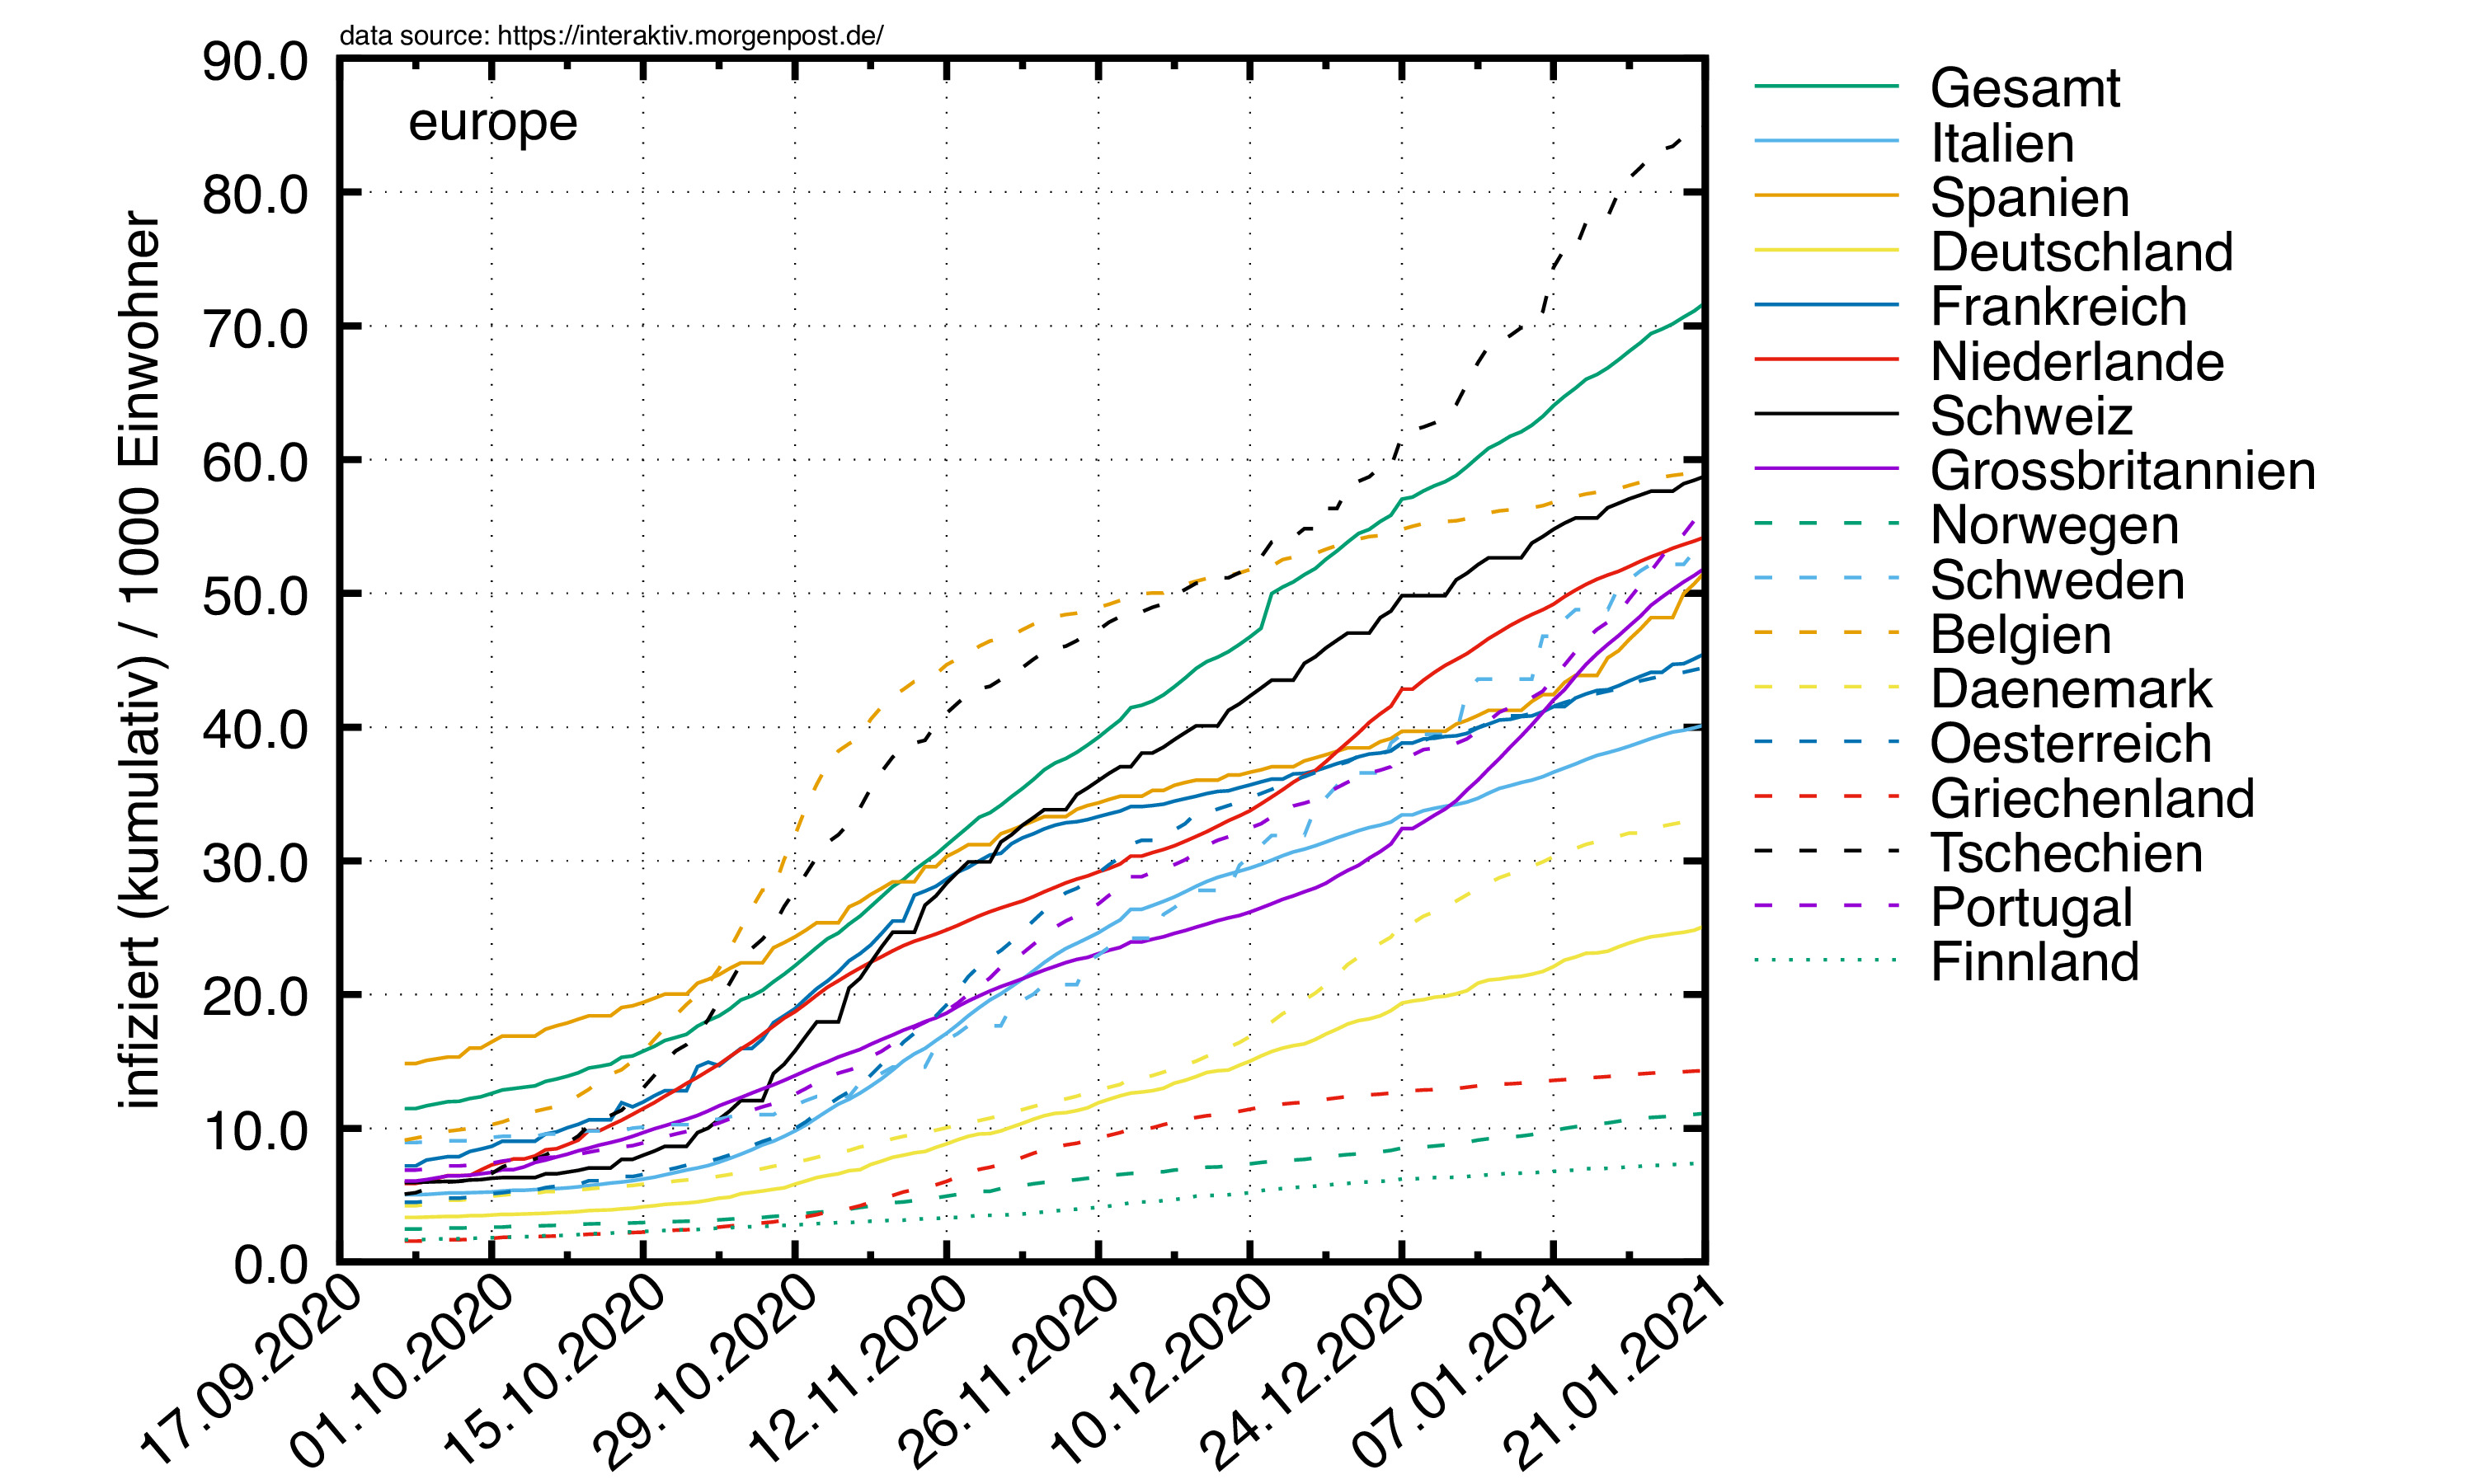 data source: https://interaktiv.morgenpost.de/
europe
infiziert (kumulativ) / 1000 Einwohner
90.0
80.0
70.0
60.0
50.0
40.0
30.0
20.0
10.0
0.0
17.09.2020
01.10.2020
15.10.2020
29.10.2020
12.11.2020
26.11.2020
10.12.2020
24.12.2020
07.01.2021
21.01.2021
Gesamt
Italien
Spanien
Deutschland
Frankreich
Niederlande
Schweiz
Grossbritannien
Norwegen
Schweden
Belgien
Daenemark
Oesterreich
Griechenland
Tschechien
Portugal
Finnland